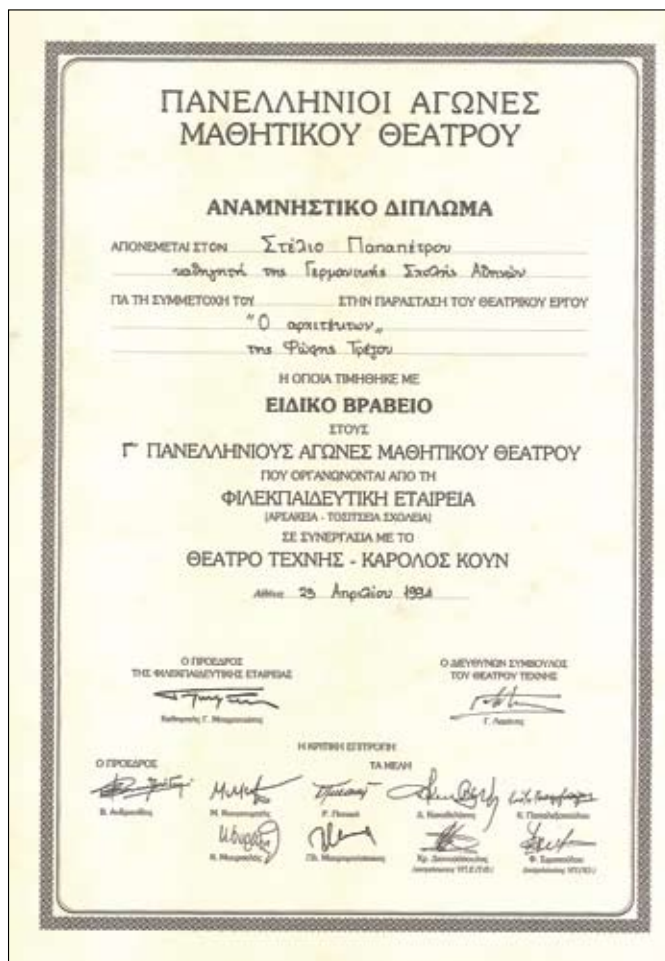 ΠΑΝΕΛΛΗΝΙΟΙ ΑΓΩΝΕΣ
ΜΑΘΗΤΙΚΟΥ ΘΕΑΤΡΟΥ
ΑΝΑΜΝΗΣΤΙΚΟ ΔΙΠΛΩΜΑ
ΑΠΟΝΕΜΕΤΑΙ ΣΤΟΝ Στέλιο Παπαπέτρου
καθηγητή της Γερμανικής Σχολής Αθηνών
ΓΙΑ ΤΗ ΣΥΜΜΕΤΟΧΗ ΤΟΥ ΣΤΗΝ ΠΑΡΑΣΤΑΣΗ ΤΟΥ ΘΕΑΤΡΙΚΟΥ ΕΡΓΟΥ
"Ο αρχιτέκτων"
της Φώφης Τρέζου
Η ΟΠΟΙΑ ΤΙΜΗΘΗΚΕ ΜΕ
ΕΙΔΙΚΟ ΒΡΑΒΕΙΟ
ΣΤΟΥΣ
Γ' ΠΑΝΕΛΛΗΝΙΟΥΣ ΑΓΩΝΕΣ ΜΑΘΗΤΙΚΟΥ ΘΕΑΤΡΟΥ
ΠΟΥ ΟΡΓΑΝΩΝΟΝΤΑΙ ΑΠΟ ΤΗ
ΦΙΛΕΚΠΑΙΔΕΥΤΙΚΗ ΕΤΑΙΡΕΙΑ
(ΑΡΣΑΚΕΙΑ - ΤΟΣΙΤΣΕΙΑ ΣΧΟΛΕΙΑ)
ΣΕ ΣΥΝΕΡΓΑΣΙΑ ΜΕ ΤΟ
ΘΕΑΤΡΟ ΤΕΧΝΗΣ - ΚΑΡΟΛΟΣ ΚΟΥΝ
Αθήνα 23 Απριλίου 1994
Ο ΠΡΟΕΔΡΟΣ
ΤΗΣ ΦΙΛΕΚΠΑΙΔΕΥΤΙΚΗΣ ΕΤΑΙΡΕΙΑΣ
Καθηγητής Γ.
Ο ΔΙΕΥΘΥΝΩΝ ΣΥΜΒΟΥΛΟΣ
ΤΟΥ ΘΕΑΤΡΟΥ ΤΕΧΝΗΣ
Γ. Λαζάνης
Η ΚΡΙΤΙΚΗ ΕΠΙΤΡΟΠΗ
Ο ΠΡΟΕΔΡΟΣ ΤΑ ΜΕΛΗ